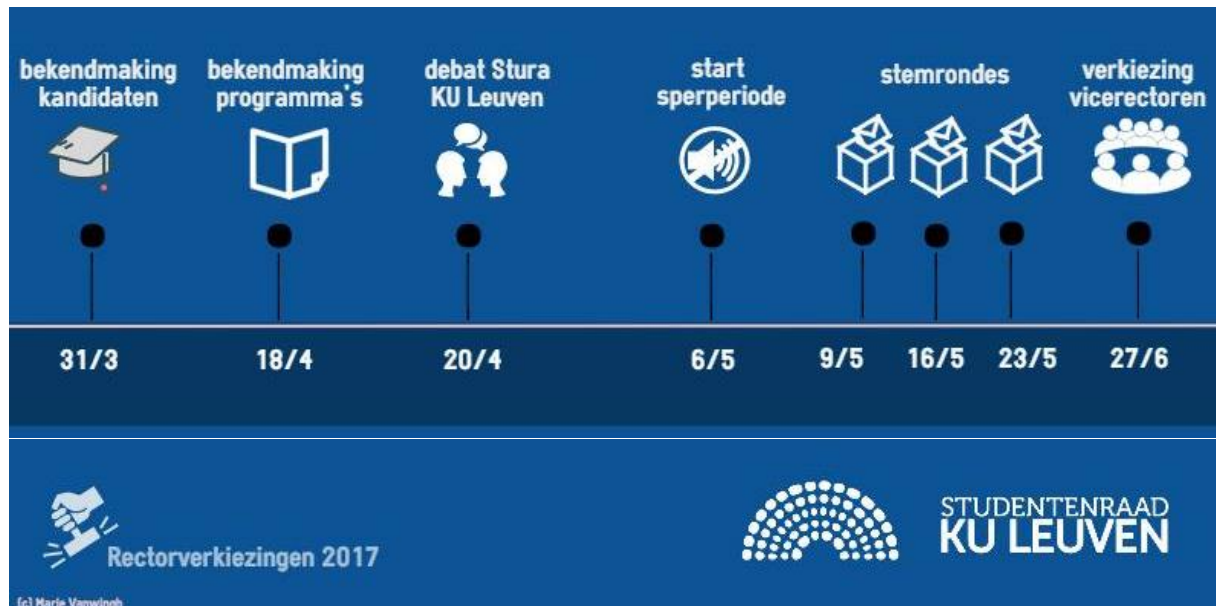 bekendmaking
kandidaten
bekendmaking
programma's
debat Stura
KU Leuven
start
sperperiode
stemrondes
verkiezing
vicerectoren
31/3
18/4
20/4
6/5
9/5
16/5
23/5
27/6
Rectorverkiezingen 2017
STUDENTENRAAD
KU LEUVEN
(c) Marie Vanwingh